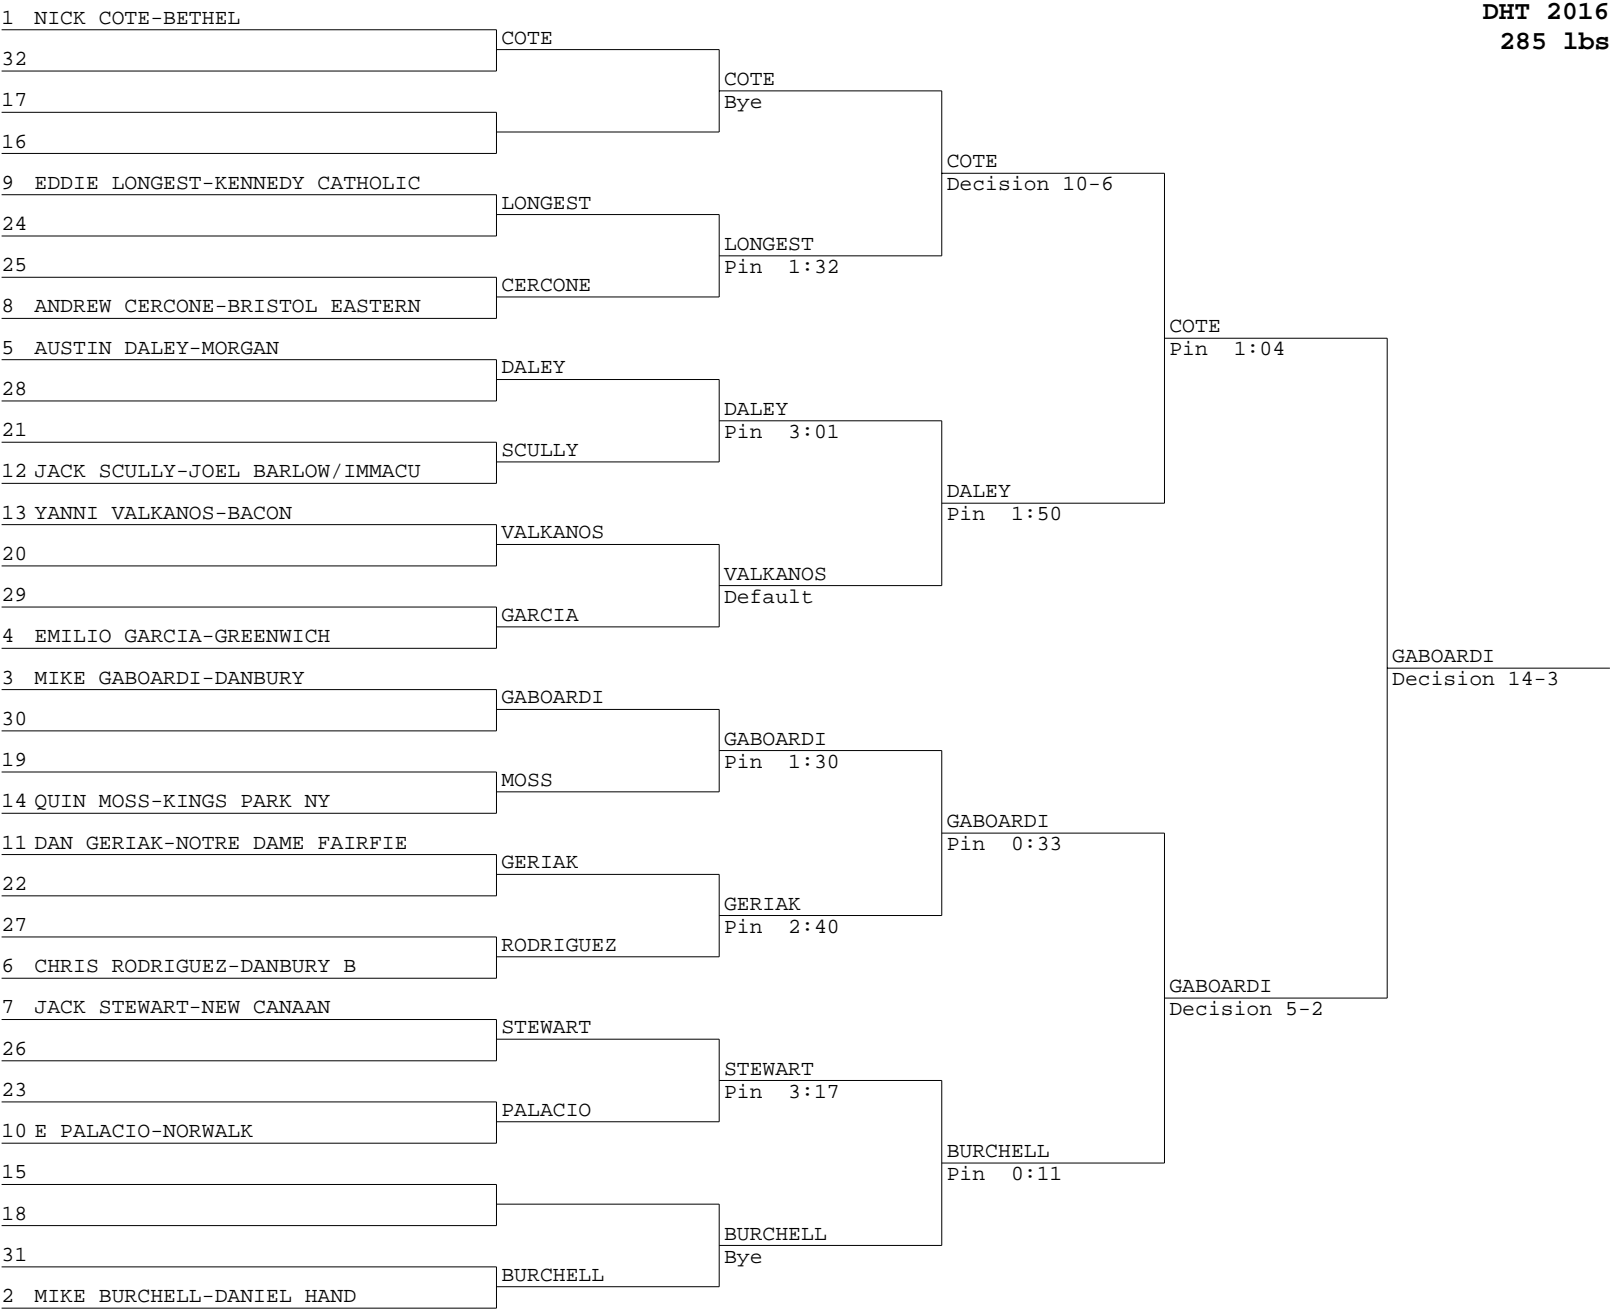 DHT 2016
285 lbs
1 NICK COTE-BETHEL
32
17
16
9 EDDIE LONGEST-KENNEDY CATHOLIC
24
25
8 ANDREW CERCONE-BRISTOL EASTERN
5 AUSTIN DALEY-MORGAN
28
21
12 JACK SCULLY-JOEL BARLOW/IMMACU
13 YANNI VALKANOS-BACON
20
29
4 EMILIO GARCIA-GREENWICH
3 MIKE GABOARDI-DANBURY
30
19
14 QUIN MOSS-KINGS PARK NY
11 DAN GERIAK-NOTRE DAME FAIRFIE
22
27
6 CHRIS RODRIGUEZ-DANBURY B
7 JACK STEWART-NEW CANAAN
26
23
10 E PALACIO-NORWALK
15
18
31
2 MIKE BURCHELL-DANIEL HAND
COTE
LONGEST
CERCONE
DALEY
SCULLY
VALKANOS
GARCIA
GABOARDI
MOSS
GERIAK
RODRIGUEZ
STEWART
PALACIO
BURCHELL
COTE
Bye
LONGEST
Pin 1:32
DALEY
Pin 3:01
VALKANOS
Default
GABOARDI
Pin 1:30
GERIAK
Pin 2:40
STEWART
Pin 3:17
BURCHELL
Bye
COTE
Decision 10-6
DALEY
Pin 1:50
GABOARDI
Pin 0:33
BURCHELL
Pin 0:11
COTE
Pin 1:04
GABOARDI
Decision 5-2
GABOARDI
Decision 14-3